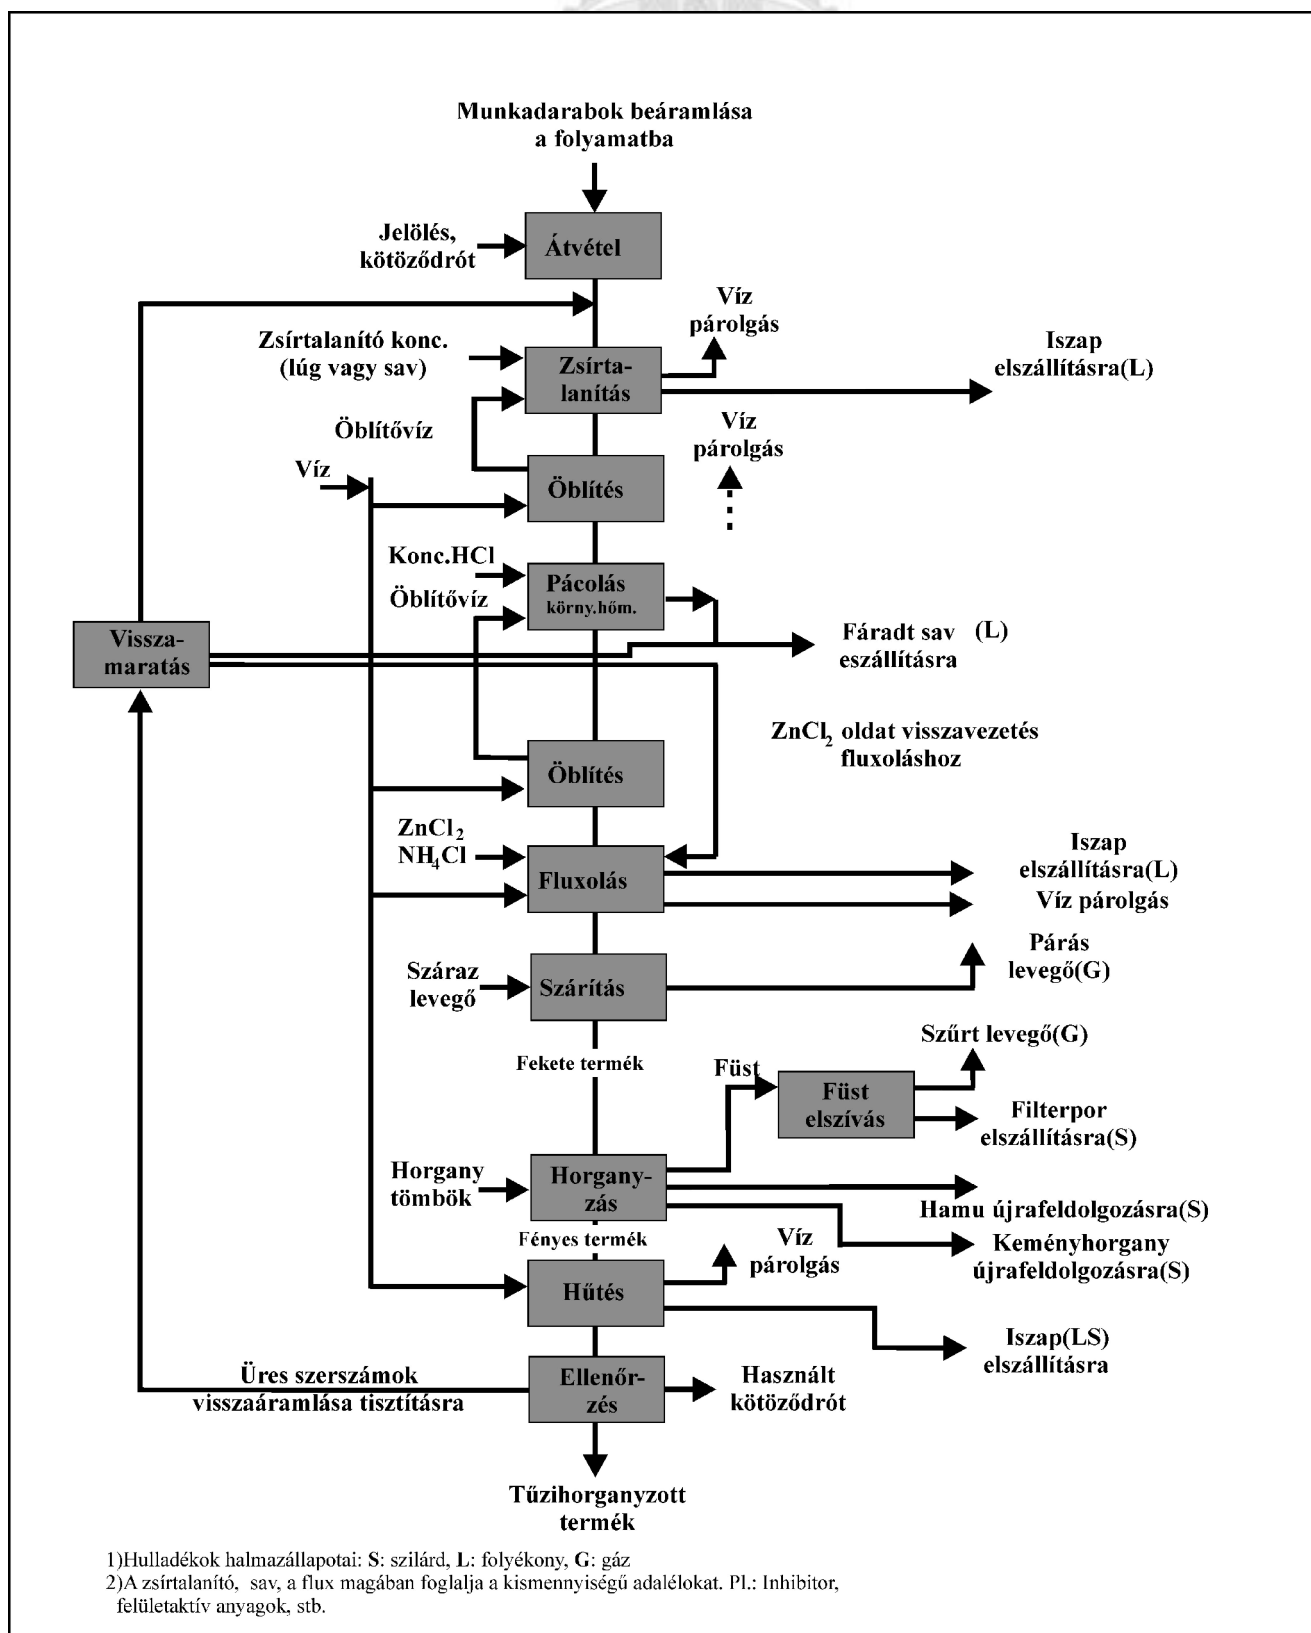 Munkadarabok beáramlása
a folyamatba
Jelölés,
kötöződrót
Átvétel
Víz
párolgás
Zsírtalanító konc.
(lúg vagy sav)
Zsírta-
lanítás
Iszap
elszállításra(L)
Öblítővíz
Víz
párolgás
Víz
Öblítés
Konc.HCl
Öblítővíz
Pácolás
körny.hőm.
Vissza-
maratás
Fáradt sav (L)
eszállításra
ZnCl2 oldat visszavezetés
fluxoláshoz
Öblítés
ZnCl2
NH4Cl
Fluxolás
Iszap
elszállításra(L)
Víz párolgás
Száraz
levegő
Szárítás
Párás
levegő(G)
Fekete termék
Füst
Füst
elszívás
Szűrt levegő(G)
Filterpor
elszállításra(S)
Horgany
tömbök
Horgany-
zás
Hamu újrafeldolgozásra(S)
Keményhorgany
újrafeldolgozásra(S)
Fényes termék
Víz
párolgás
Hűtés
Iszap(LS)
elszállításra
Üres szerszámok
visszaáramlása tisztításra
Ellenőr-
zés
Használt
kötöződrót
Tűzihorganyzott
termék
1)Hulladékok halmazállapotai: S: szilárd, L: folyékony, G: gáz
2)A zsírtalanító, sav, a flux magában foglalja a kismennyiségű adalélokat. Pl.: Inhibitor,
felületaktív anyagok, stb.